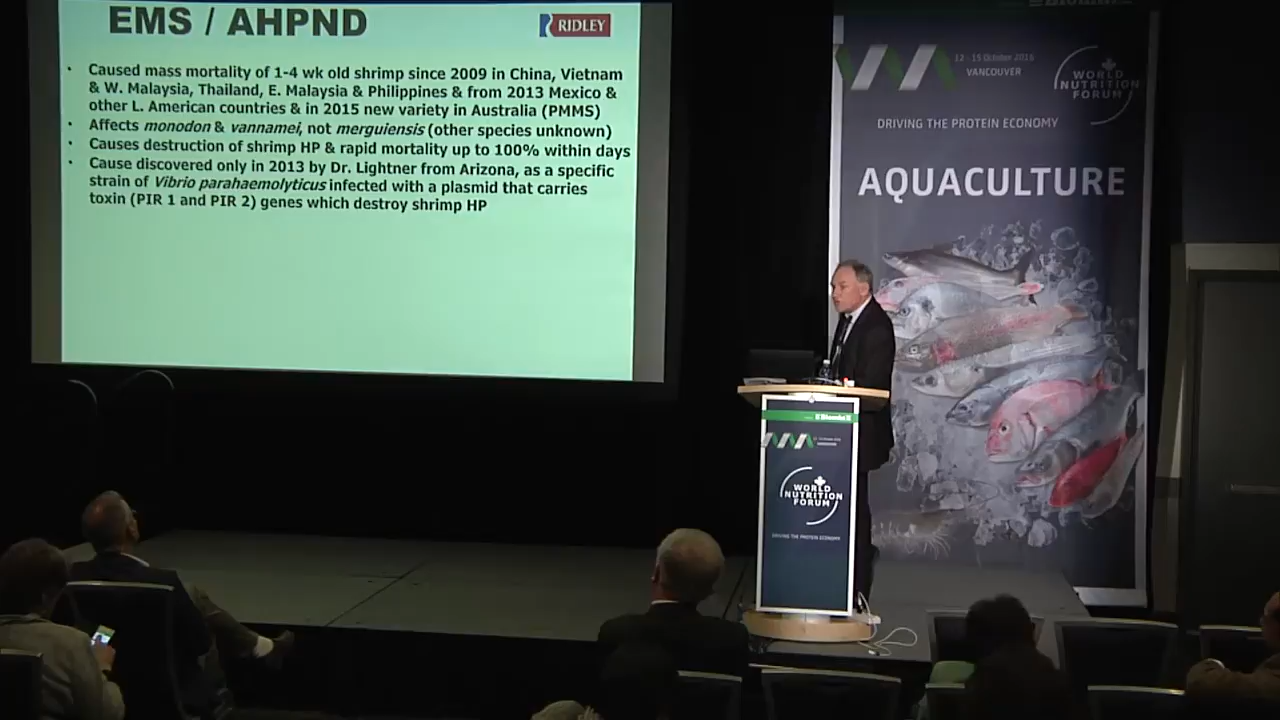 EMS / AHPND
RIDLEY
• Caused mass mortality of 1-4 wk old shrimp since 2009 in China, Vietnam
& W. Malaysia, Thailand, E. Malaysia & Philippines & from 2013 Mexico &
other L. American countries & in 2015 new variety in Australia (PMMS)
• Affects monodon & vannamei, not merguiensis (other species unknown)
• Causes destruction of shrimp HP & rapid mortality up to 100% within days
• Cause discovered only in 2013 by Dr. Lightner from Arizona, as a specific
strain of Vibrio parahaemolyticus infected with a plasmid that carries
toxin (PIR 1 and PIR 2) genes which destroy shrimp HP
12 - 15 October 2016
VANCOUVER
WORLD
NUTRITION
FORUM
DRIVING THE PROTEIN ECONOMY
AQUACULTURE
WORLD
NUTRITION
FORUM
DRIVING THE PROTEIN ECONOMY